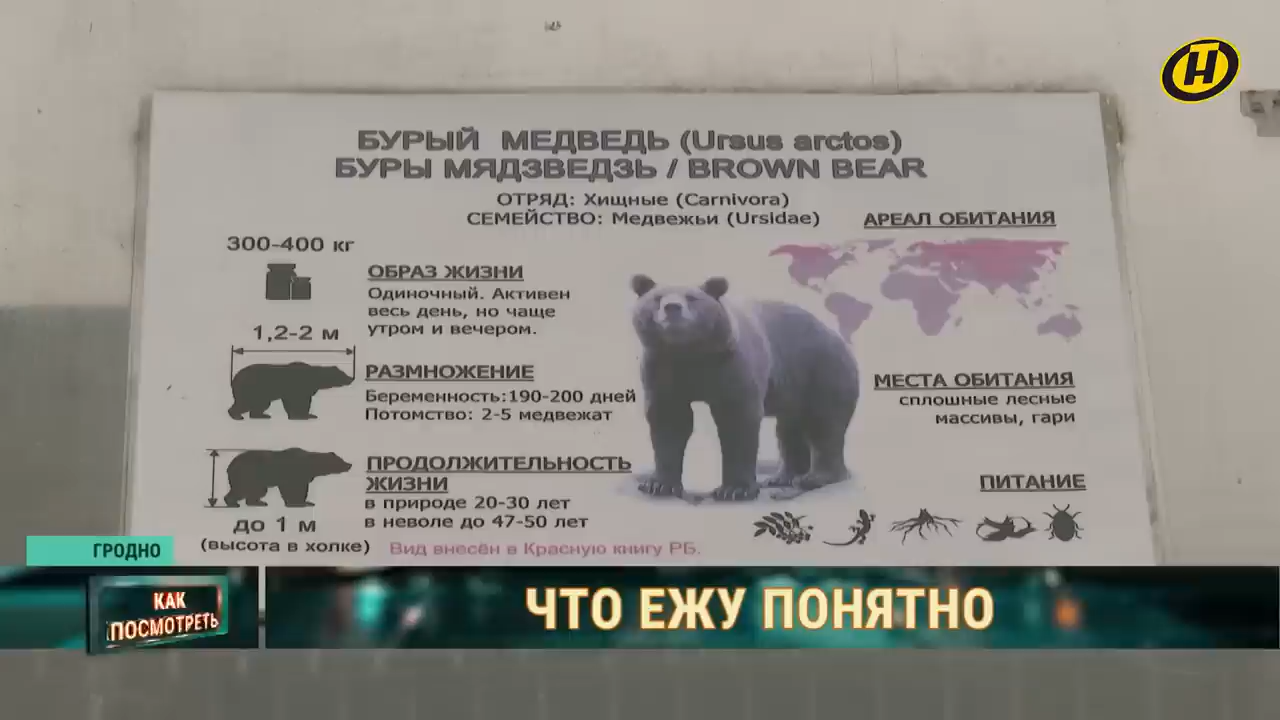 Н
БУРЫЙ МЕДВЕДЬ (Ursus arctos)
БУРЫ МЯДЗВЕДЗЬ / BROWN BEAR
ОТРЯД: Хищные (Carnivora)
СЕМЕЙСТВО: Медвежьи (Ursidae)
АРЕАЛ ОБИТАНИЯ
300-400 кг
ОБРАЗ ЖИЗНИ
Одиночный. Активен
весь день, но чаще
утром и вечером.
1,2-2 м
РАЗМНОЖЕНИЕ
Беременность:190-200 дней
Потомство: 2-5 медвежат
МЕСТА ОБИТАНИЯ
сплошные лесные
массивы, гари
ПРОДОЛЖИТЕЛЬНОСТЬ
ЖИЗНИ
в природе 20-30 лет
в неволе до 47-50 лет
ПИТАНИЕ
до 1 м
(высота в холке)
Вид внесён в Красную книгу РБ.
ГРОДНО
КАК
ПОСМОТРЕТЬ
ЧТО ЕЖУ ПОНЯТНО